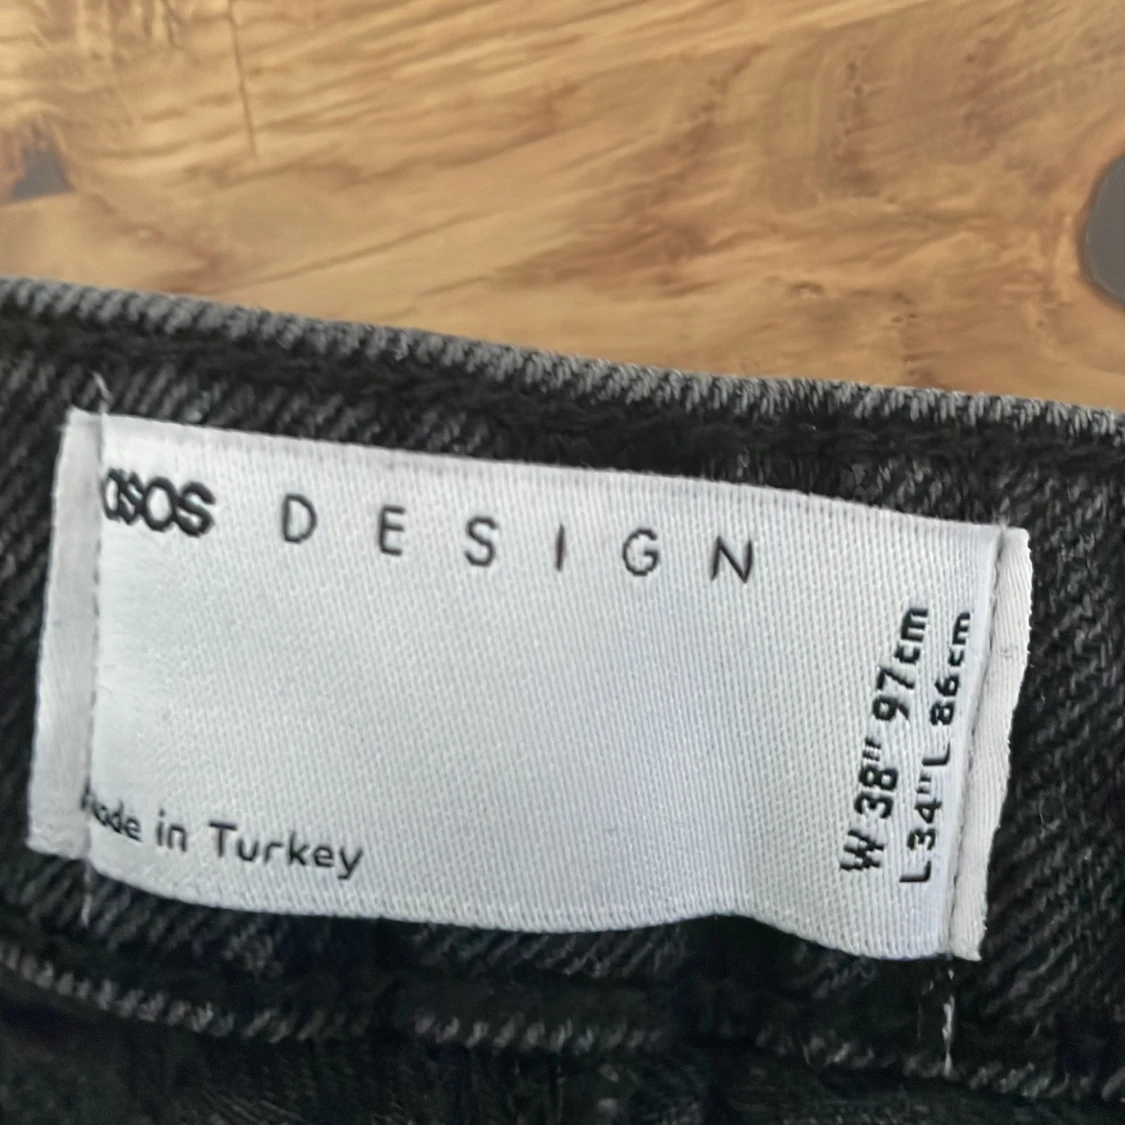 asos DESIGN
Made in Turkey
W 38" 97cm
L 34"L 86cm